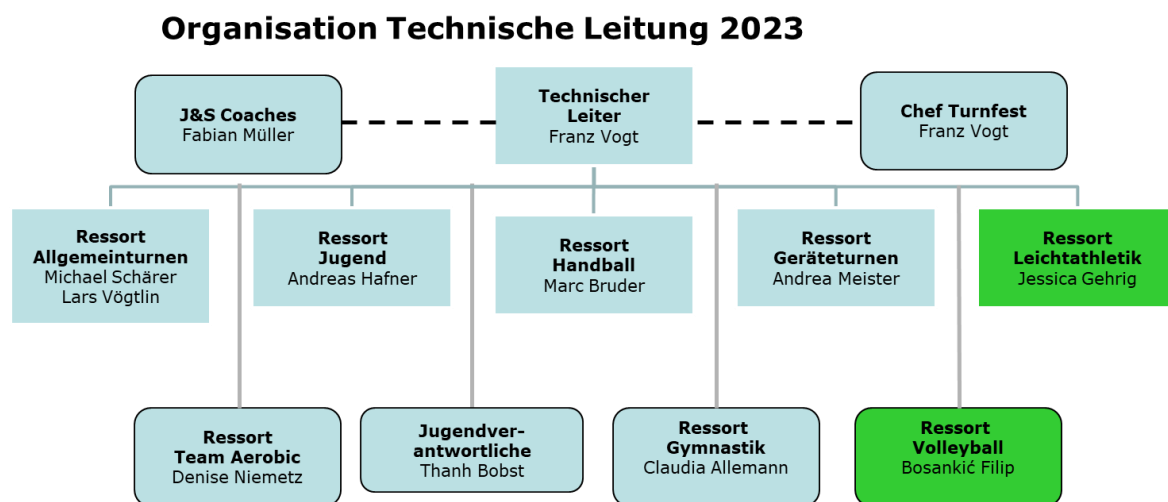 Organisation Technische Leitung 2023
J&S Coaches
Fabian Müller
Technischer
Leiter
Franz Vogt
Chef Turnfest
Franz Vogt
Ressort
Allgemeinturnen
Michael Schärer
Lars Vögtlin
Ressort
Jugend
Andreas Hafner
Ressort
Handball
Marc Bruder
Ressort
Geräteturnen
Andrea Meister
Ressort
Leichtathletik
Jessica Gehrig
Ressort
Team Aerobic
Denise Niemetz
Jugendver-
antwortliche
Thanh Bobst
Ressort
Gymnastik
Claudia Allemann
Ressort
Volleyball
Bosankić Filip